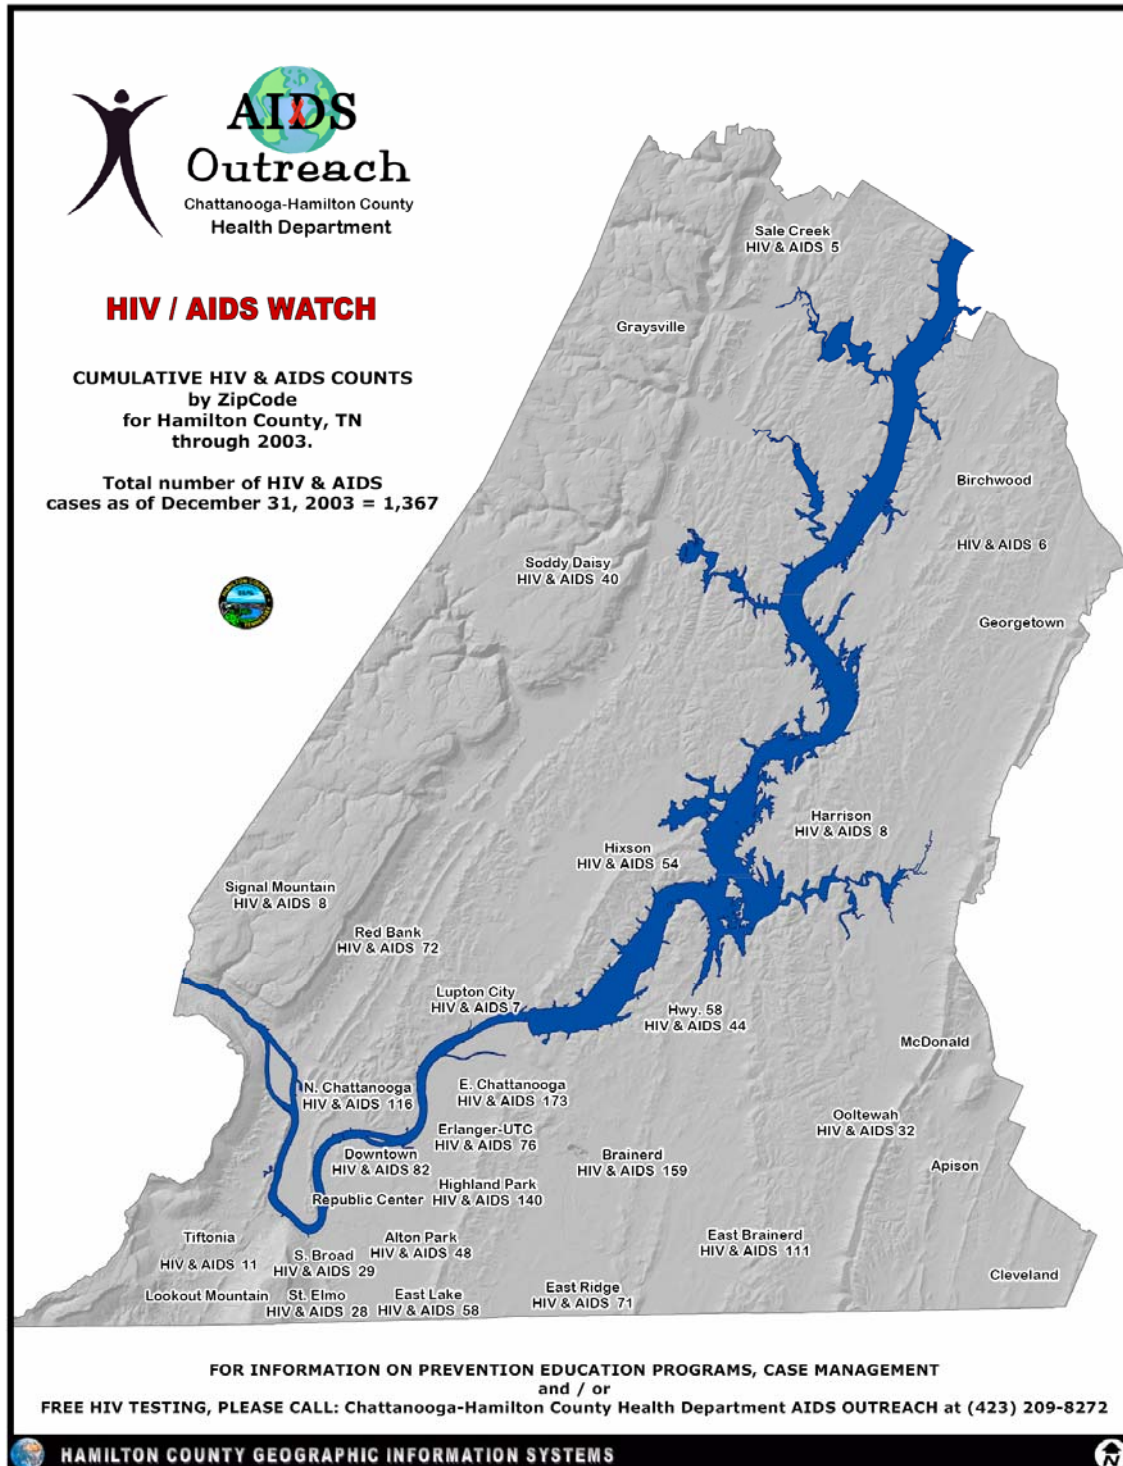 AIDS
Outreach
Chattanooga-Hamilton County
Health Department
HIV / AIDS WATCH
CUMULATIVE HIV & AIDS COUNTS
by ZipCode
for Hamilton County, TN
through 2003.
Total number of HIV & AIDS
cases as of December 31, 2003 = 1,367
Sale Creek
HIV & AIDS 5
Graysville
Birchwood
HIV & AIDS 6
Soddy Daisy
HIV & AIDS 40
Georgetown
Harrison
HIV & AIDS 8
Hixson
HIV & AIDS 54
Signal Mountain
HIV & AIDS 8
Red Bank
HIV & AIDS 72
Lupton City
HIV & AIDS 7
Hwy. 58
HIV & AIDS 44
McDonald
N. Chattanooga
HIV & AIDS 116
E. Chattanooga
HIV & AIDS 173
Ooltewah
HIV & AIDS 32
Erlanger-UTC
HIV & AIDS 76
Downtown
HIV & AIDS 82
Brainerd
HIV & AIDS 159
Apison
Highland Park
HIV & AIDS 140
Republic Center
Tiftonia
HIV & AIDS 11
Alton Park
HIV & AIDS 48
S. Broad
HIV & AIDS 29
East Brainerd
HIV & AIDS 111
Cleveland
Lookout Mountain
St. Elmo
HIV & AIDS 28
East Lake
HIV & AIDS 58
East Ridge
HIV & AIDS 71
FOR INFORMATION ON PREVENTION EDUCATION PROGRAMS, CASE MANAGEMENT
and / or
FREE HIV TESTING, PLEASE CALL: Chattanooga-Hamilton County Health Department AIDS OUTREACH at (423) 209-8272
HAMILTON COUNTY GEOGRAPHIC INFORMATION SYSTEMS
N